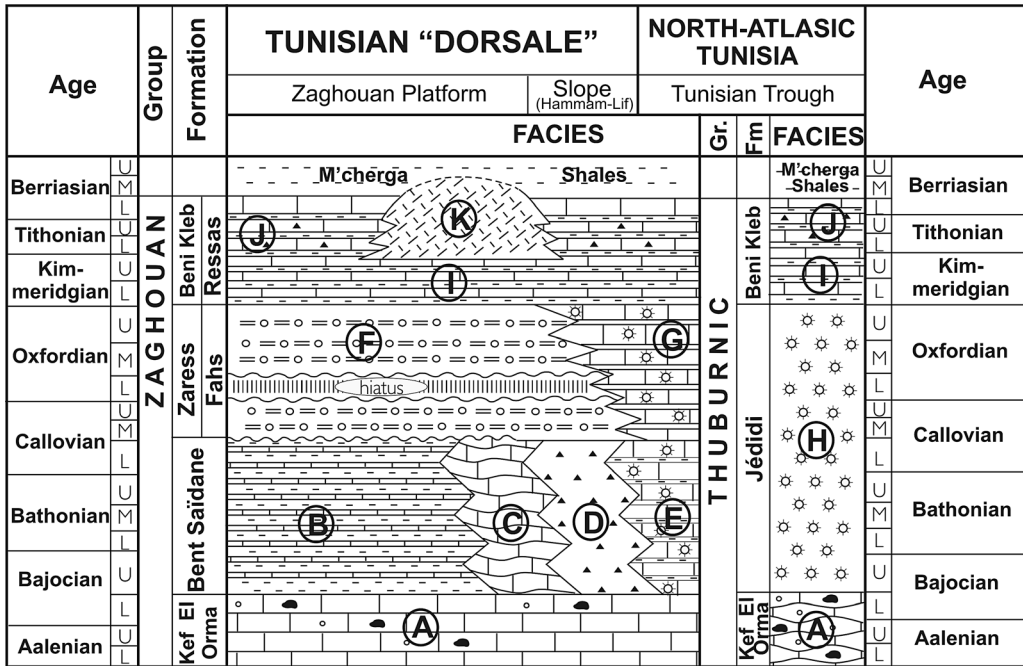 Age
Group
Formation
TUNISIAN “DORSALE”
NORTH-ATLASIC
TUNISIA
Age
Zaghouan Platform
Slope
(Hammam-Lif)
Tunisian Trough
FACIES
Gr.
Fm
FACIES
Berriasian
U
M
L
Tithonian
U
L
Kim-
meridgian
U
L
Oxfordian
U
M
L
Callovian
U
M
L
Bathonian
U
M
L
Bajocian
U
L
Aalenian
U
L
ZAGHOUAN
Beni Kleb
Ressas
Zaress
Fahs
Bent Saïdane
Kef El
Orma
M'cherga Shales
K
J
I
F
G
hiatus
B
C
D
E
A
THUBURNIC
Beni Kleb
Jédidi
Kef El
Orma
M'cherga
Shales
J
I
H
A
U
M
L
Berriasian
U
L
Tithonian
U
L
Kim-
meridgian
U
M
L
Oxfordian
U
M
L
Callovian
U
M
L
Bathonian
U
L
Bajocian
U
L
Aalenian